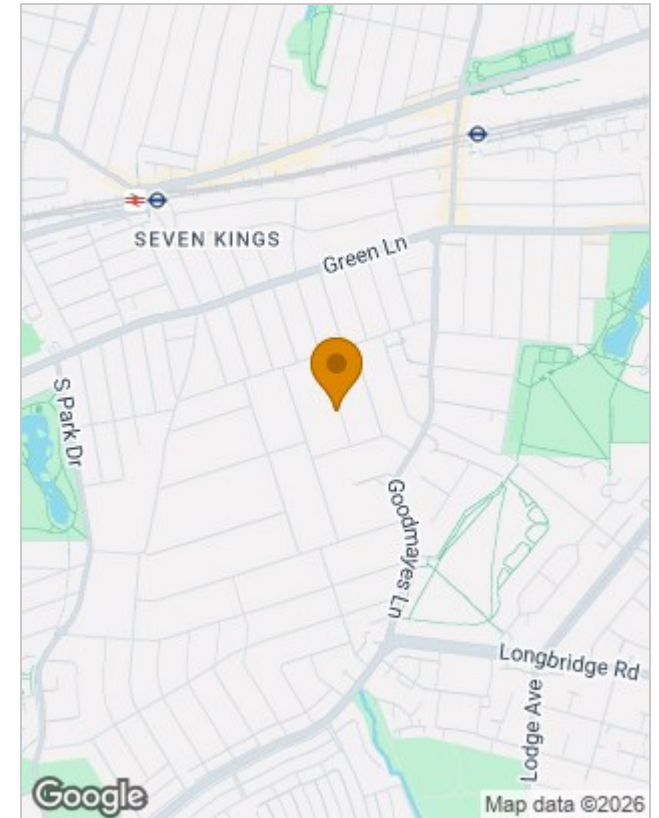 SEVEN KINGS
Green Ln
S Park Dr
Goodmayes Ln
Longbridge Rd
Lodge Ave
Google
Map data ©2026